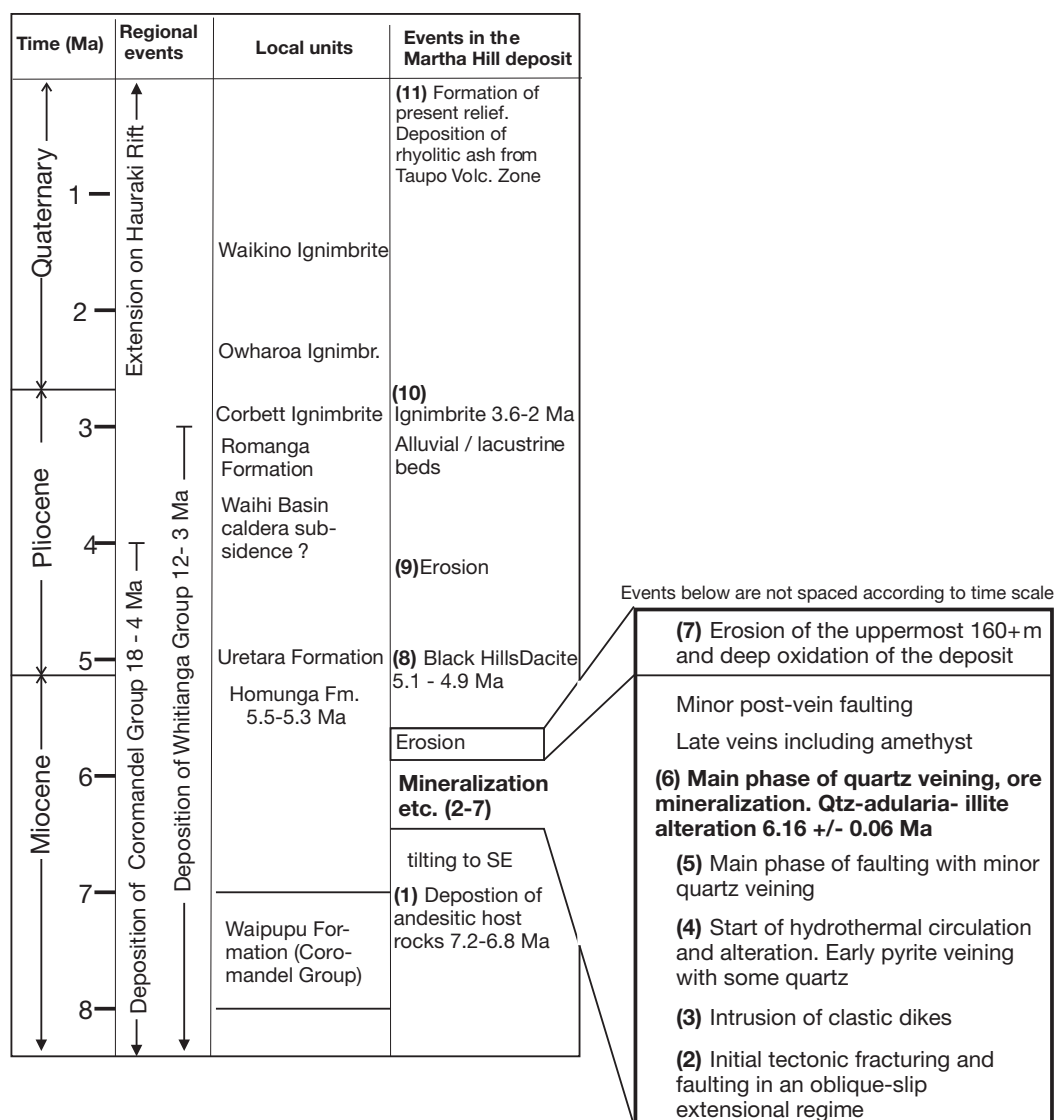 Time (Ma)
Regional
events
Local units
Events in the
Martha Hill deposit
Quaternary
Pliocene
Miocene
1
2
3
4
5
6
7
8
Extension on Hauraki Rift
Deposition of Coromandel Group 18 - 4 Ma
Deposition of Whitianga Group 12- 3 Ma
Waikino Ignimbrite
Owharoa Ignimbr.
Corbett Ignimbrite
Romanga
Formation
Waihi Basin
caldera sub-
sidence ?
Uretara Formation
Homunga Fm.
5.5-5.3 Ma
Waipupu For-
mation (Coro-
mandel Group)
(11) Formation of
present relief.
Deposition of
rhyolitic ash from
Taupo Volc. Zone
(10)
Ignimbrite 3.6-2 Ma
Alluvial / lacustrine
beds
(9)Erosion
(8) Black HillsDacite
5.1 - 4.9 Ma
Erosion
Mineralization
etc. (2-7)
tilting to SE
(1) Depostion of
andesitic host
rocks 7.2-6.8 Ma
Events below are not spaced according to time scale
(7) Erosion of the uppermost 160+m
and deep oxidation of the deposit
Minor post-vein faulting
Late veins including amethyst
(6) Main phase of quartz veining, ore
mineralization. Qtz-adularia- illite
alteration 6.16 +/- 0.06 Ma
(5) Main phase of faulting with minor
quartz veining
(4) Start of hydrothermal circulation
and alteration. Early pyrite veining
with some quartz
(3) Intrusion of clastic dikes
(2) Initial tectonic fracturing and
faulting in an oblique-slip
extensional regime